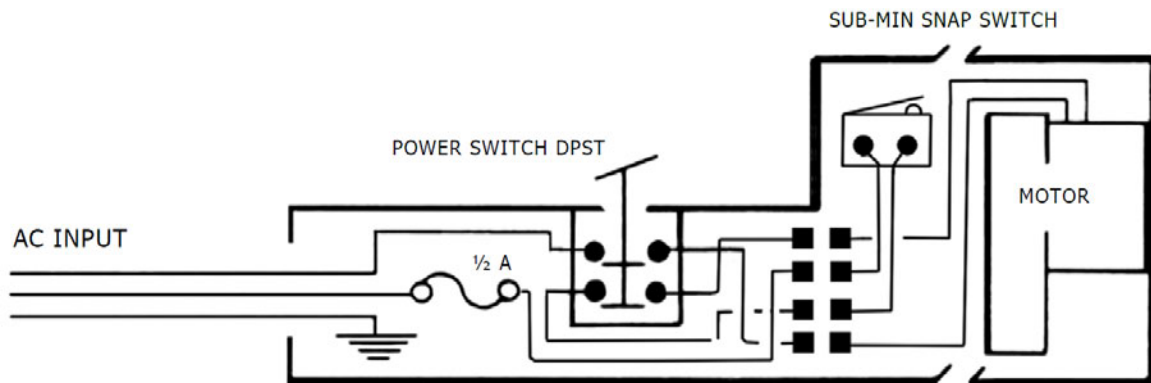 SUB-MIN SNAP SWITCH
POWER SWITCH DPST
MOTOR
AC INPUT
½ A